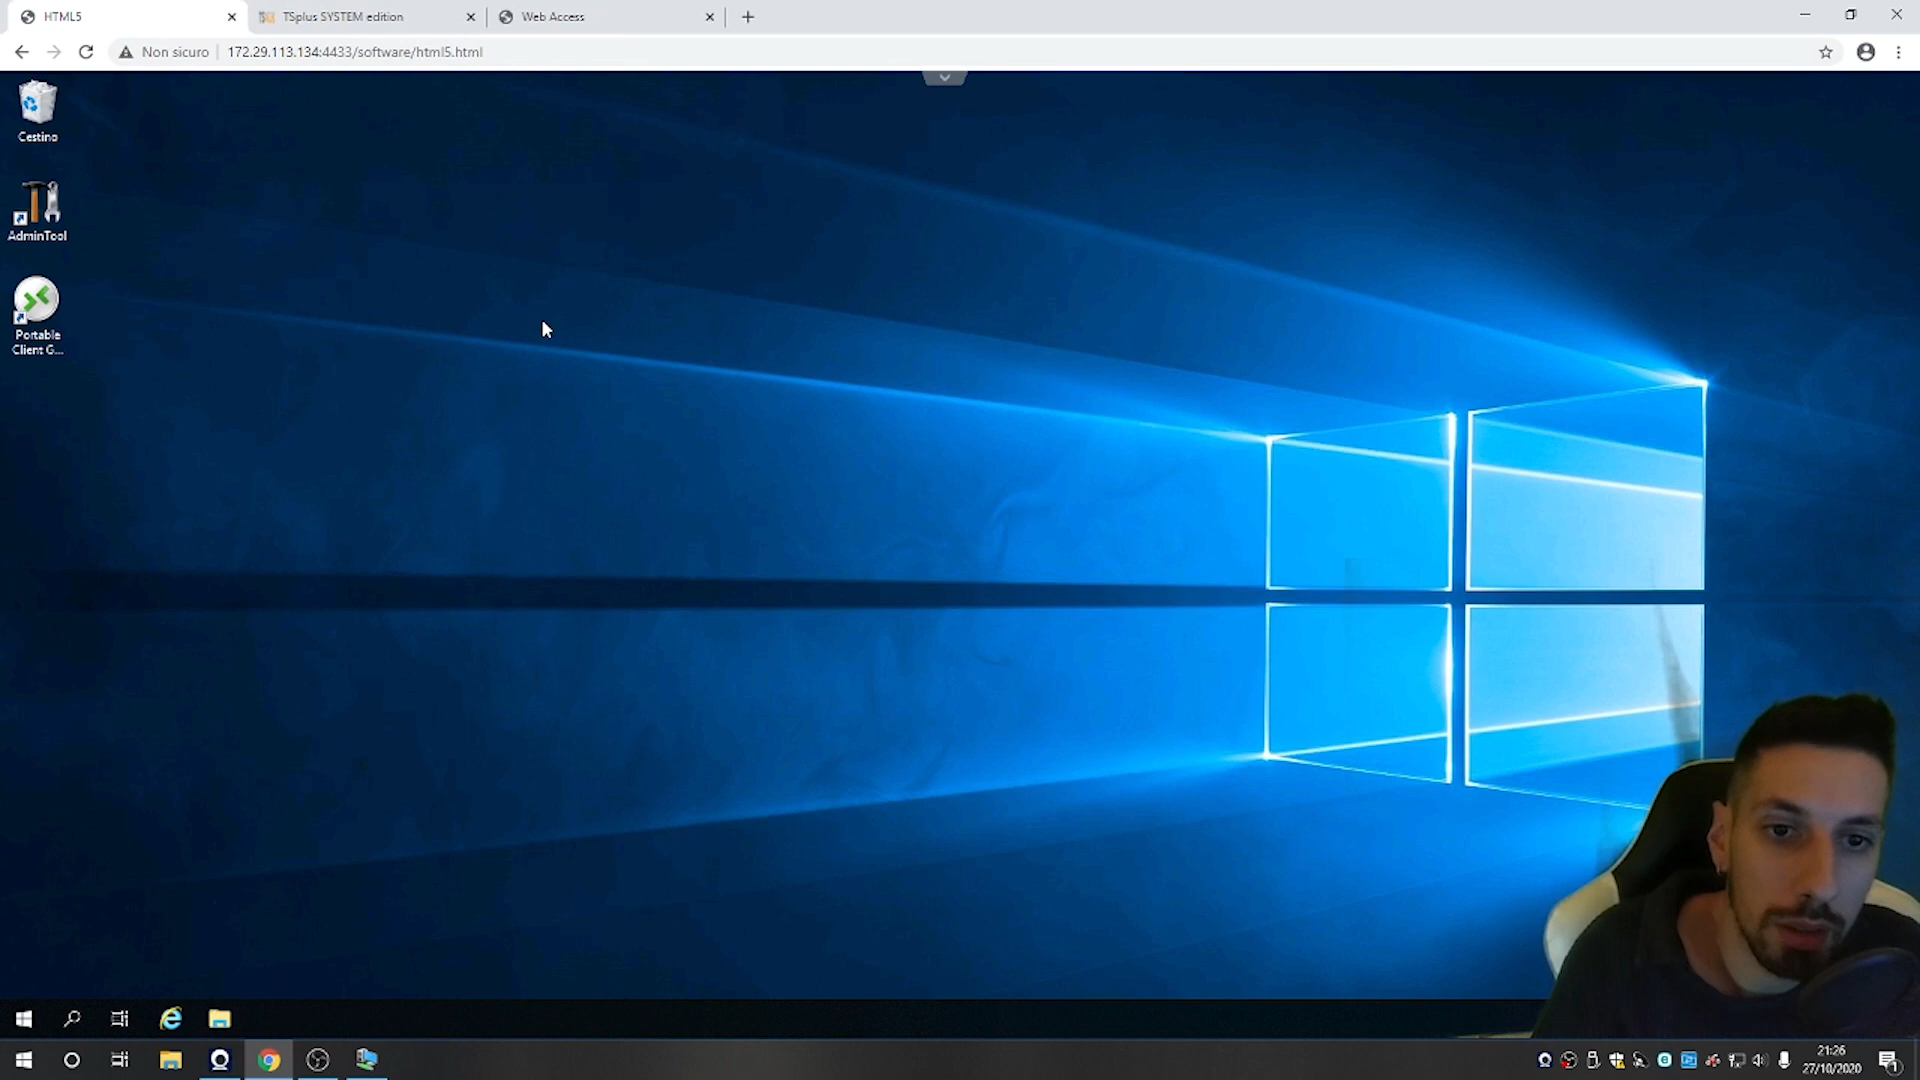 HTML5
TSplus SYSTEM edition
Web Access
Non sicuro
172.29.113.134:4433/software/html5.html
Cestino
AdminTool
Portable
Client G...
21:26
27/10/2020
1